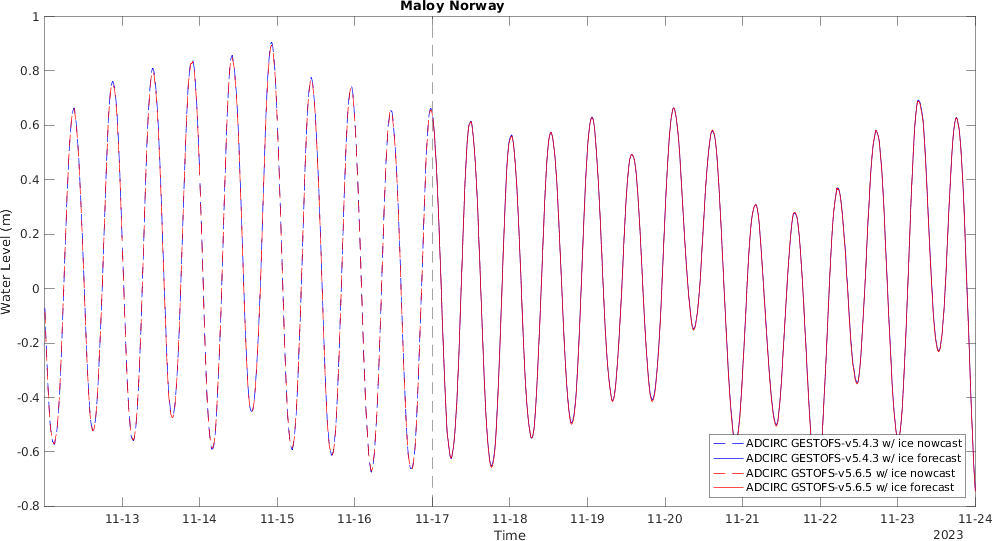 Maloy Norway
1
0.8
0.6
0.4
0.2
0
-0.2
-0.4
-0.6
-0.8
Water Level (m)
11-13 11-14 11-15 11-16 11-17 11-18 11-19 11-20 11-21 11-22 11-23 11-24
Time
2023
ADCIRC GESTOFS-v5.4.3 w/ ice nowcast
ADCIRC GESTOFS-v5.4.3 w/ ice forecast
ADCIRC GSTOFS-v5.6.5 w/ ice nowcast
ADCIRC GSTOFS-v5.6.5 w/ ice forecast